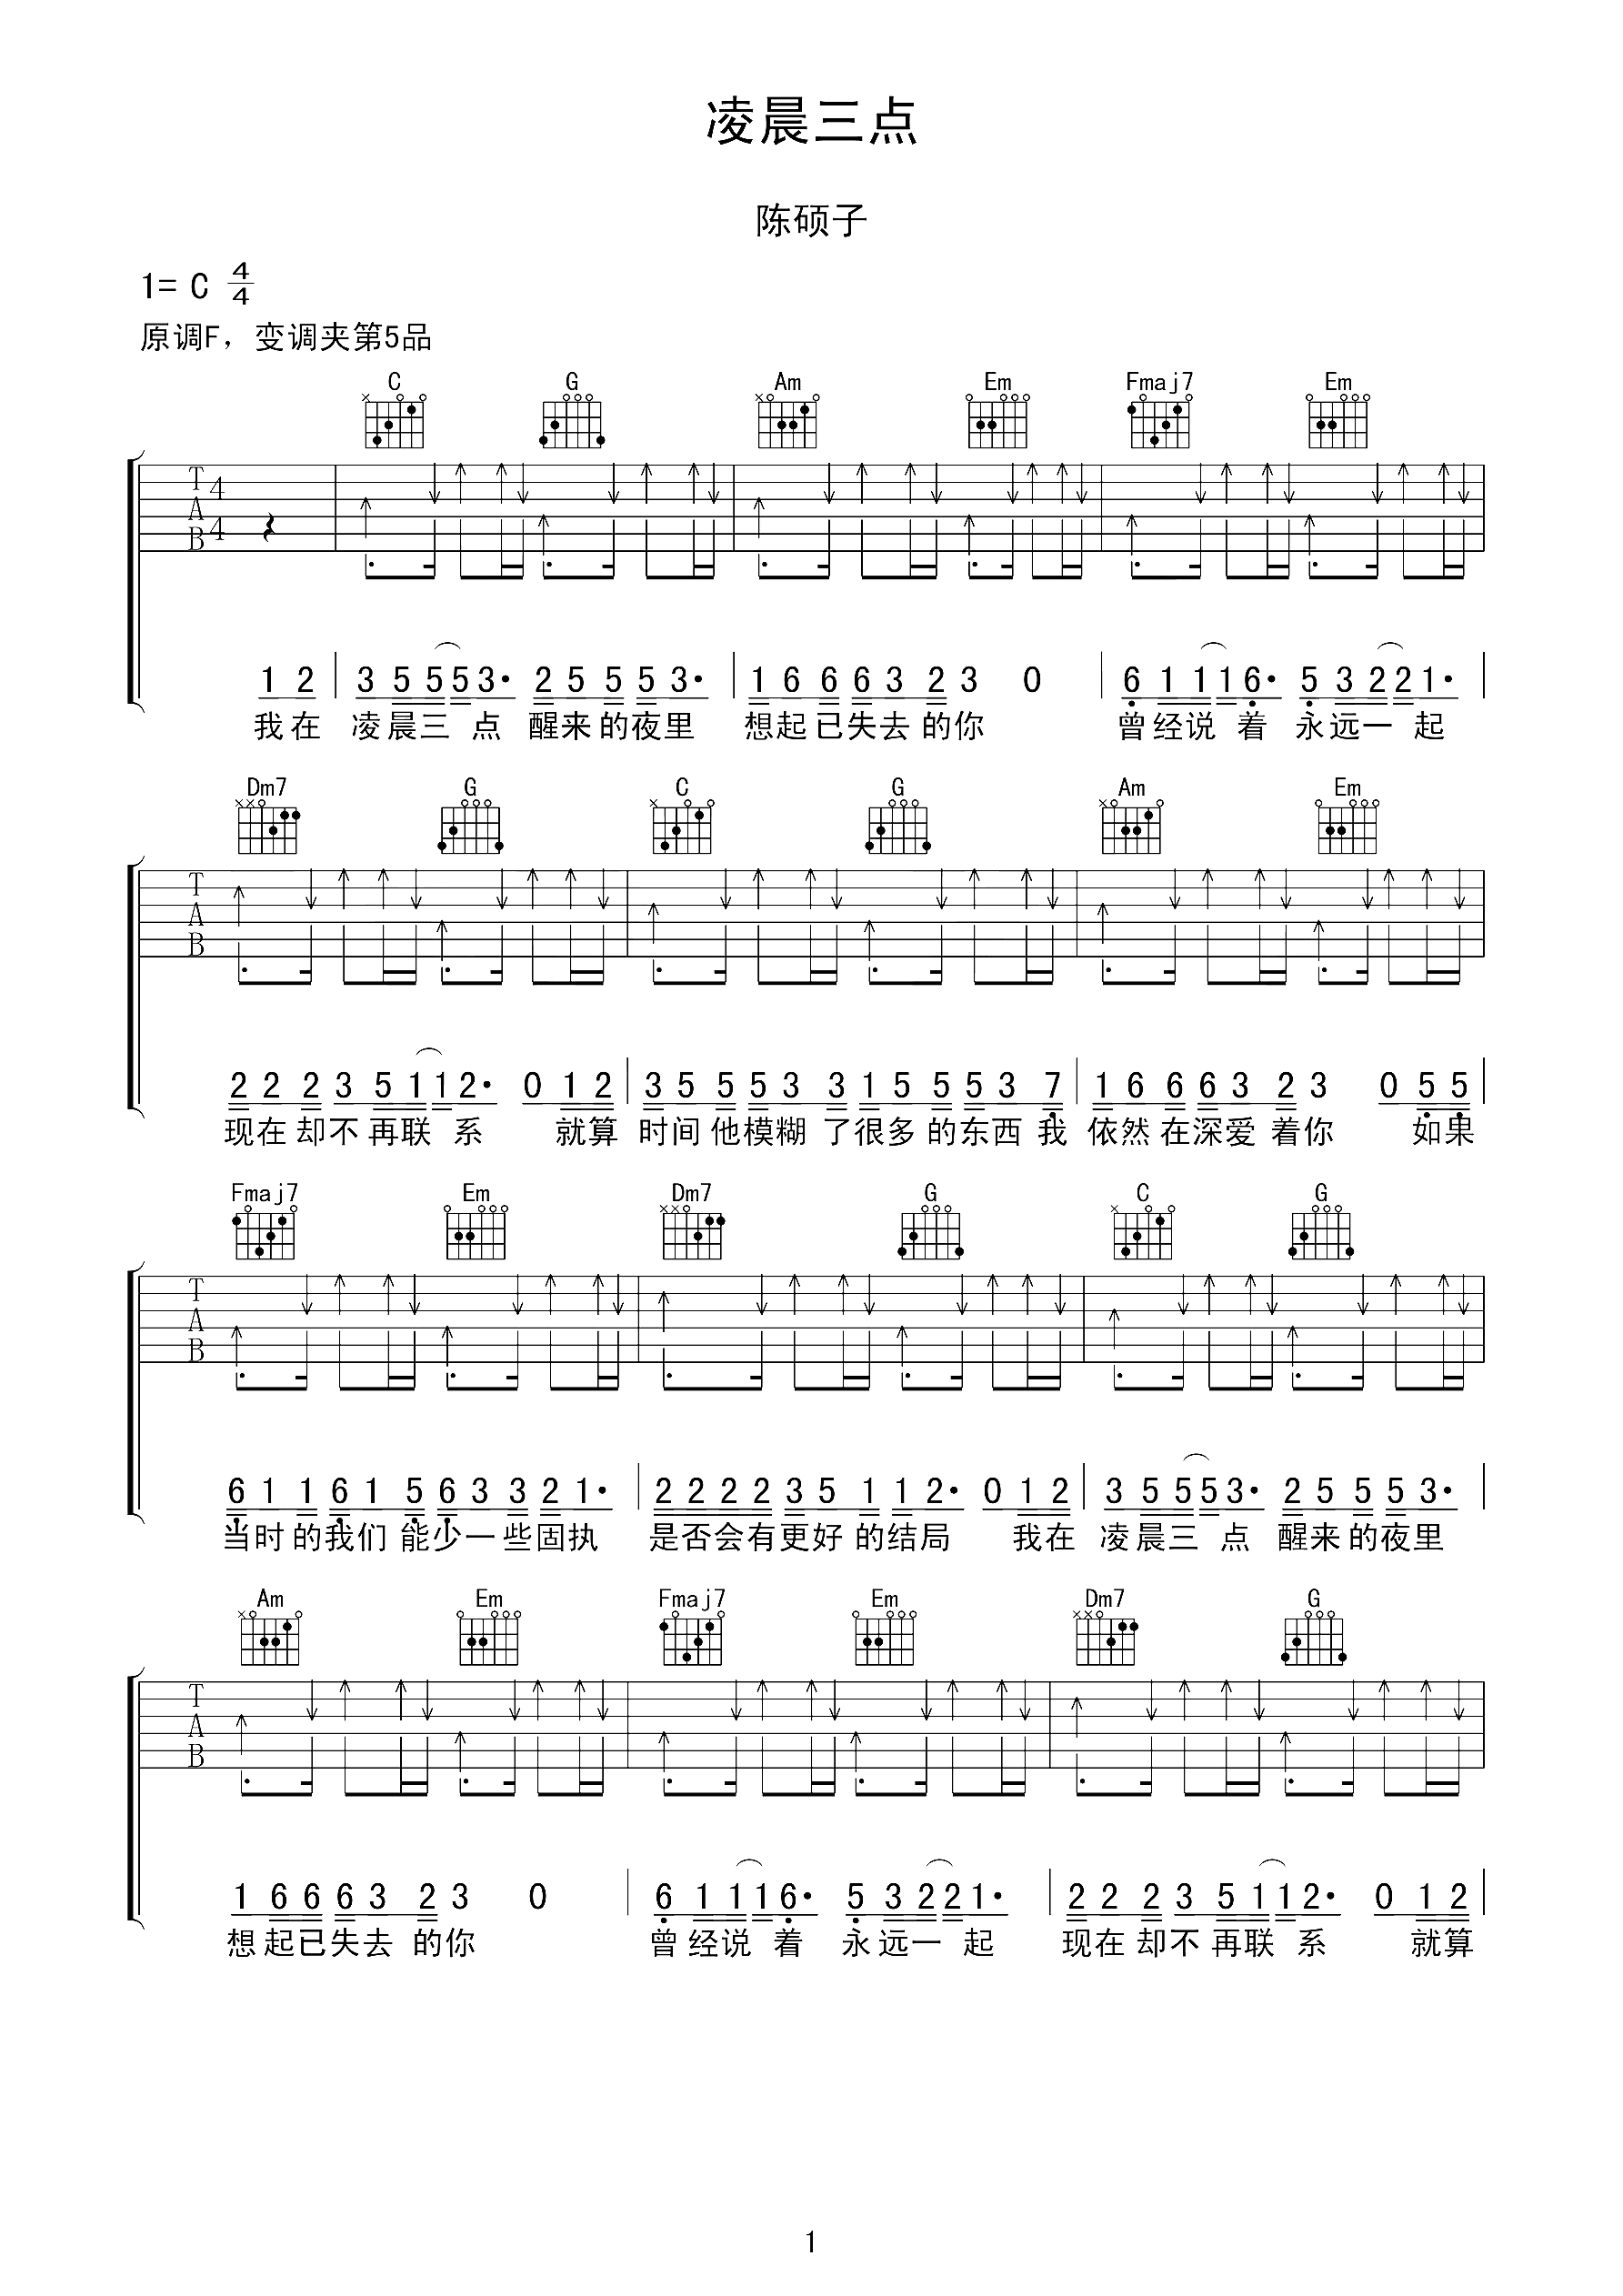 凌晨三点
陈硕子
1= C 4/4
原调F，变调夹第5品
C G Am Em Fmaj7 Em
T A B 4 4
1 2 3 5 5 5 3· 2 5 5 5 3· 1 6 6 6 3 2 3 0 6 1 1 1 6· 5 3 2 2 1·
我在 凌晨三 点 醒来的夜里 想起已失去的你 曾经说 着 永远一 起
Dm7 G C G Am Em
T A B
2 2 2 3 5 1 1 2· 0 1 2 3 5 5 5 3 3 1 5 5 5 3 7 1 6 6 6 3 2 3 0 5 5
现在却不再联 系 就算 时间他模糊 了很多的东西我 依然在深爱 着你 如果
Fmaj7 Em Dm7 G C G
T A B
6 1 1 6 1 5 6 3 3 2 1· 2 2 2 2 3 5 1 1 2· 0 1 2 3 5 5 5 3· 2 5 5 5 3·
当时的我们 能少一些固执 是否会有更好的结局 我在 凌晨三 点 醒来的夜里
Am Em Fmaj7 Em Dm7 G
T A B
1 6 6 6 3 2 3 0 6 1 1 1 6· 5 3 2 2 1· 2 2 2 3 5 1 1 2· 0 1 2
想起已失去 的你 曾经说 着 永远一 起 现在却不再联 系 就算
1